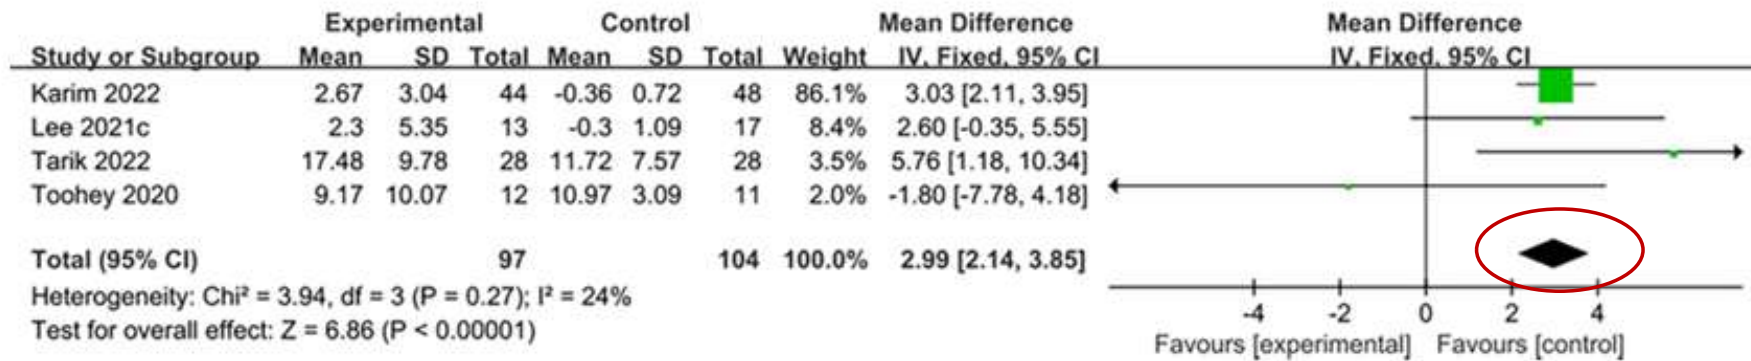 Experimental Control Mean Difference Mean Difference
Study or Subgroup Mean SD Total Mean SD Total Weight IV, Fixed, 95% CI IV, Fixed, 95% CI
Karim 2022 2.67 3.04 44 -0.36 0.72 48 86.1% 3.03 [2.11, 3.95]
Lee 2021c 2.3 5.35 13 -0.3 1.09 17 8.4% 2.60 [-0.35, 5.55]
Tarik 2022 17.48 9.78 28 11.72 7.57 28 3.5% 5.76 [1.18, 10.34]
Toohey 2020 9.17 10.07 12 10.97 3.09 11 2.0% -1.80 [-7.78, 4.18]
Total (95% CI) 97 104 100.0% 2.99 [2.14, 3.85]
Heterogeneity: Chi² = 3.94, df = 3 (P = 0.27); I² = 24%
Test for overall effect: Z = 6.86 (P < 0.00001)
-4 -2 0 2 4
Favours [experimental] Favours [control]